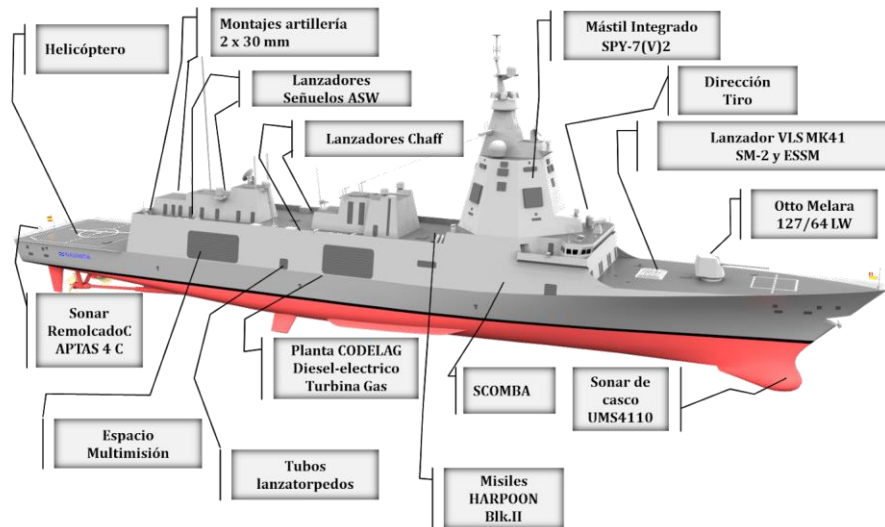 Helicóptero
Montajes artillería
2 x 30 mm
Lanzadores
Señuelos ASW
Lanzadores Chaff
Mástil Integrado
SPY-7(V)2
Dirección
Tiro
Lanzador VLS MK41
SM-2 y ESSM
Otto Melara
127/64 LW
Sonar
RemolcadoC
APTAS 4 C
Planta CODELAG
Diesel-electrico
Turbina Gas
SCOMBA
Sonar de
casco
UMS4110
Espacio
Multimisión
Tubos
lanzatorpedos
Misiles
HARPOON
Blk.II